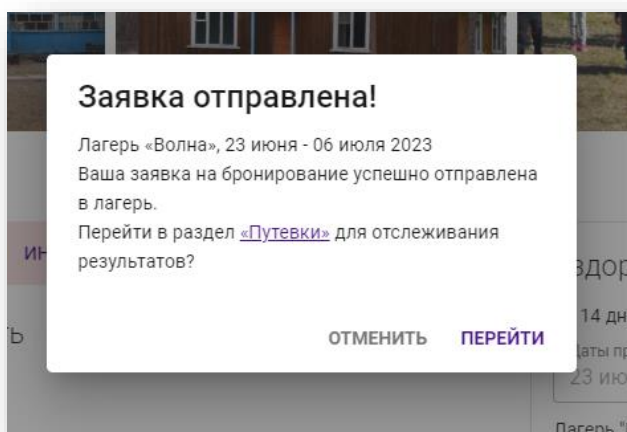 Заявка отправлена!
Лагерь «Волна», 23 июня - 06 июля 2023
Ваша заявка на бронирование успешно отправлена
в лагерь.
Перейти в раздел «Путевки» для отслеживания
результатов?
ОТМЕНИТЬ ПЕРЕЙТИ
14 дн
23 ию
Лагерь "